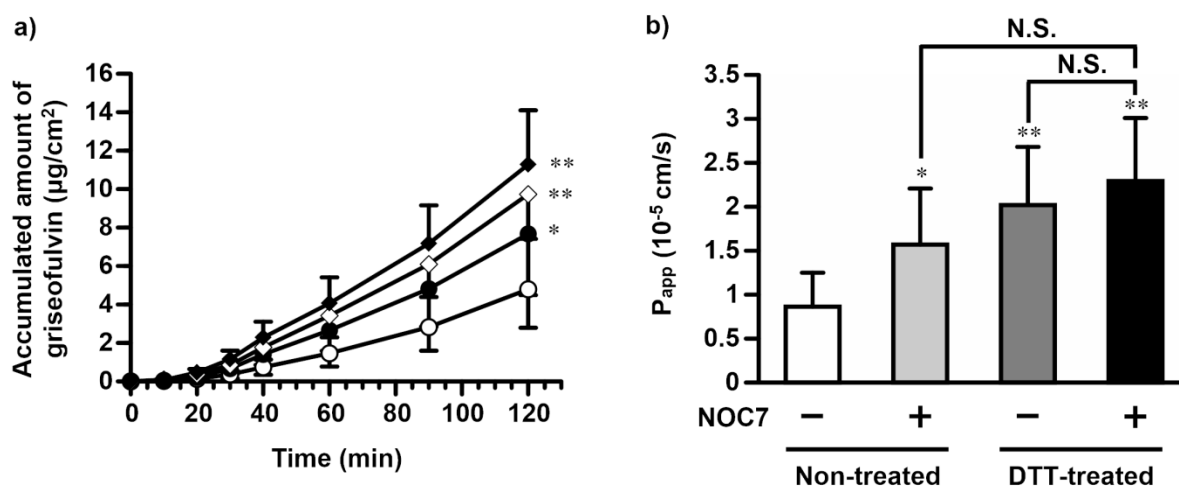 a)
Accumulated amount of
griseofulvin (µg/cm²)
16
14
12
10
8
6
4
2
0
0 20 40 60 80 100 120
Time (min)
**
**
*
b)
N.S.
N.S.
P_app (10⁻⁵ cm/s)
3.5
3
2.5
2
1.5
1
0.5
0
* ** **
NOC7 − + − +
Non-treated DTT-treated